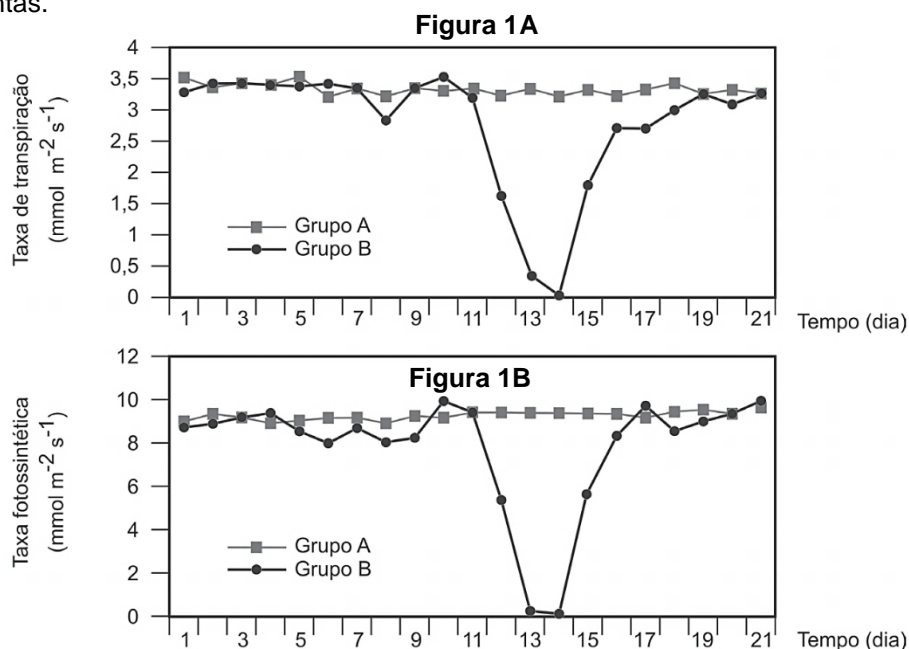 ntas.
Figura 1A
Taxa de transpiração
(mmol m⁻² s⁻¹)
4
3,5
3
2,5
2
1,5
1
0,5
0
Grupo A
Grupo B
1 3 5 7 9 11 13 15 17 19 21 Tempo (dia)
Figura 1B
Taxa fotossintética
(mmol m⁻² s⁻¹)
12
10
8
6
4
2
0
Grupo A
Grupo B
1 3 5 7 9 11 13 15 17 19 21 Tempo (dia)